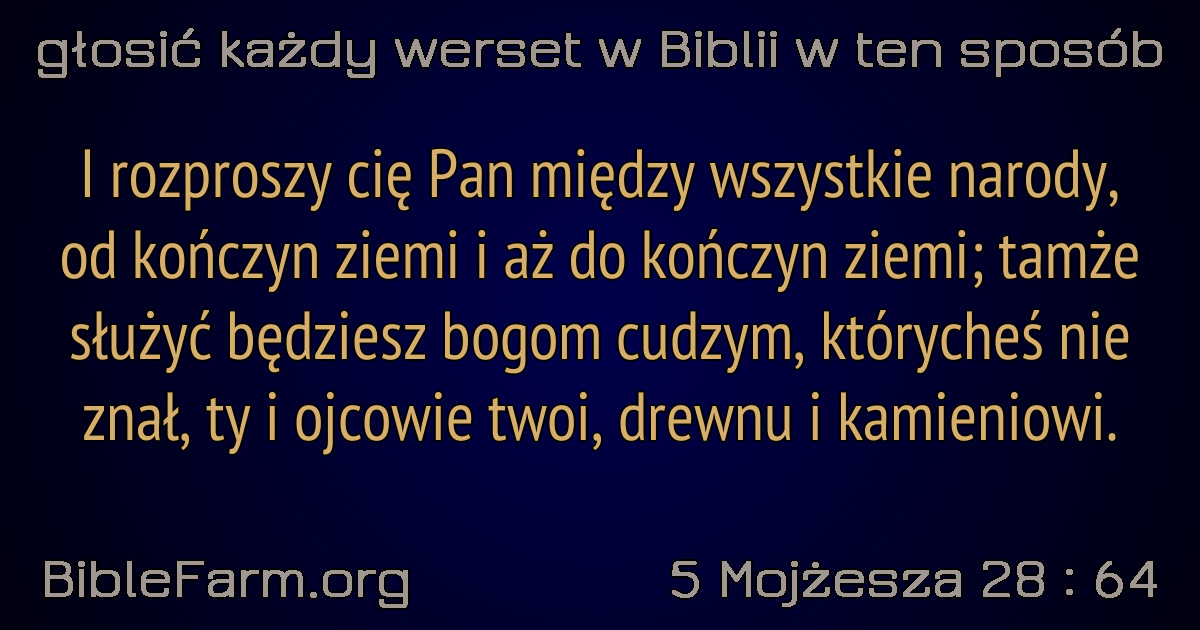 głosić każdy werset w Biblii w ten sposób
I rozproszy cię Pan między wszystkie narody,
od kończyn ziemi i aż do kończyn ziemi; tamże
służyć będziesz bogom cudzym, którycheś nie
znał, ty i ojcowie twoi, drewnu i kamieniowi.
BibleFarm.org
5 Mojżesza 28 : 64